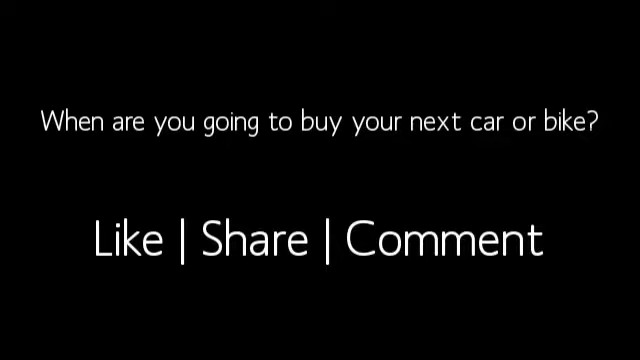 When are you going to buy your next car or bike?
Like | Share | Comment